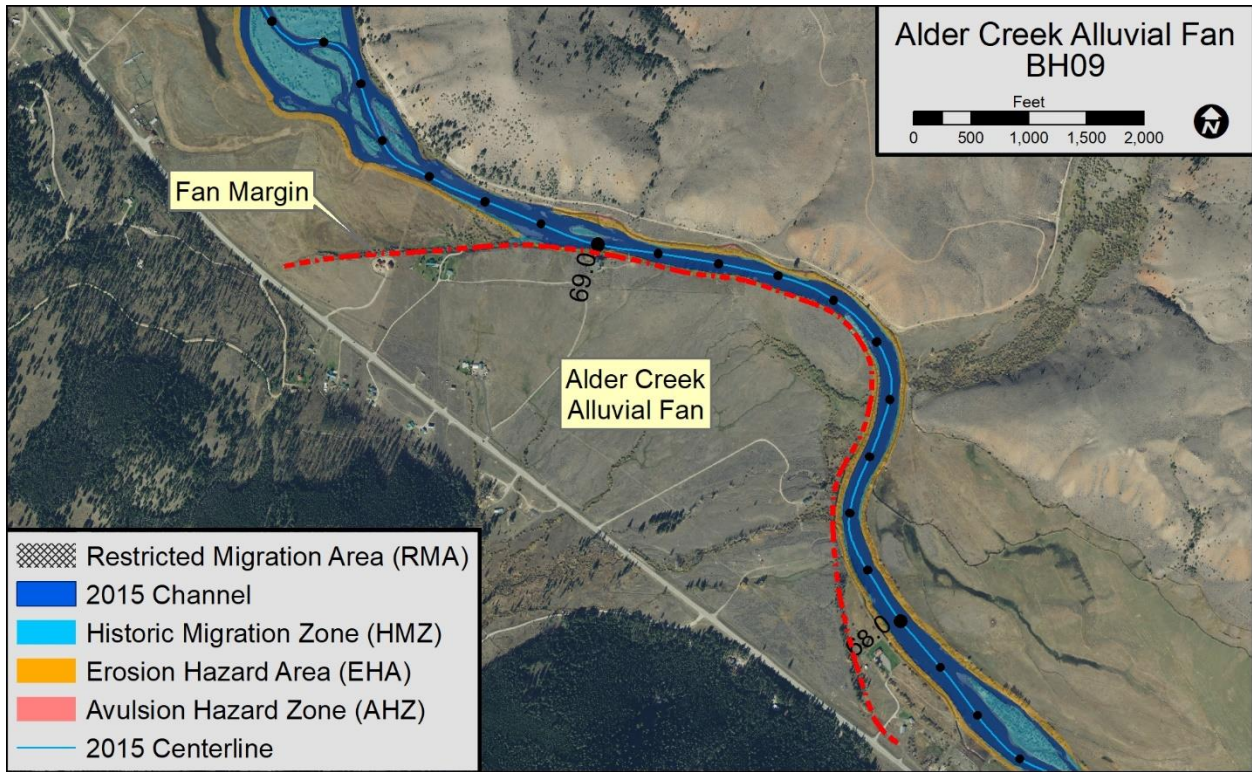 Alder Creek Alluvial Fan
BH09
Feet
0 500 1,000 1,500 2,000
N
Fan Margin
69.0
Alder Creek
Alluvial Fan
68.0
Restricted Migration Area (RMA)
2015 Channel
Historic Migration Zone (HMZ)
Erosion Hazard Area (EHA)
Avulsion Hazard Zone (AHZ)
2015 Centerline